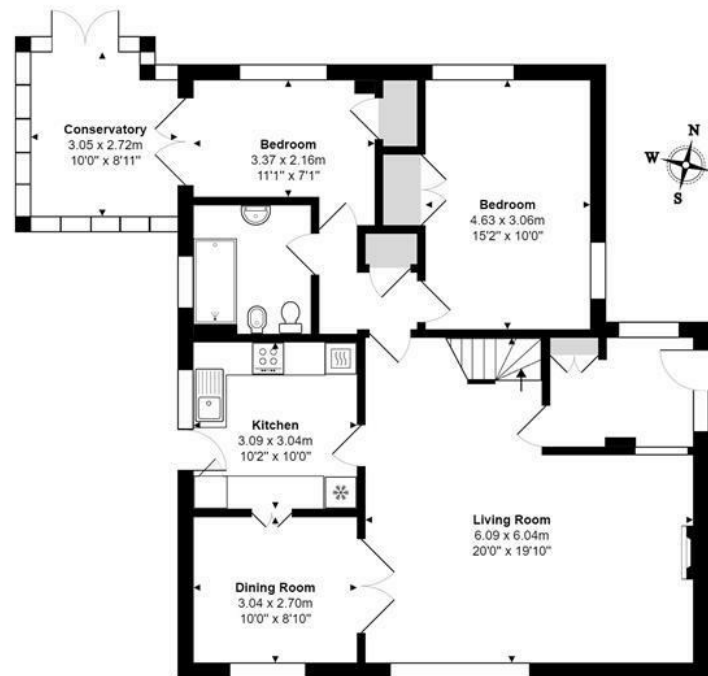 Conservatory
3.05 x 2.72m
10'0" x 8'11"
Bedroom
3.37 x 2.16m
11'1" x 7'1"
Bedroom
4.63 x 3.06m
15'2" x 10'0"
N
W
E
S
Kitchen
3.09 x 3.04m
10'2" x 10'0"
Living Room
6.09 x 6.04m
20'0" x 19'10"
Dining Room
3.04 x 2.70m
10'0" x 8'10"